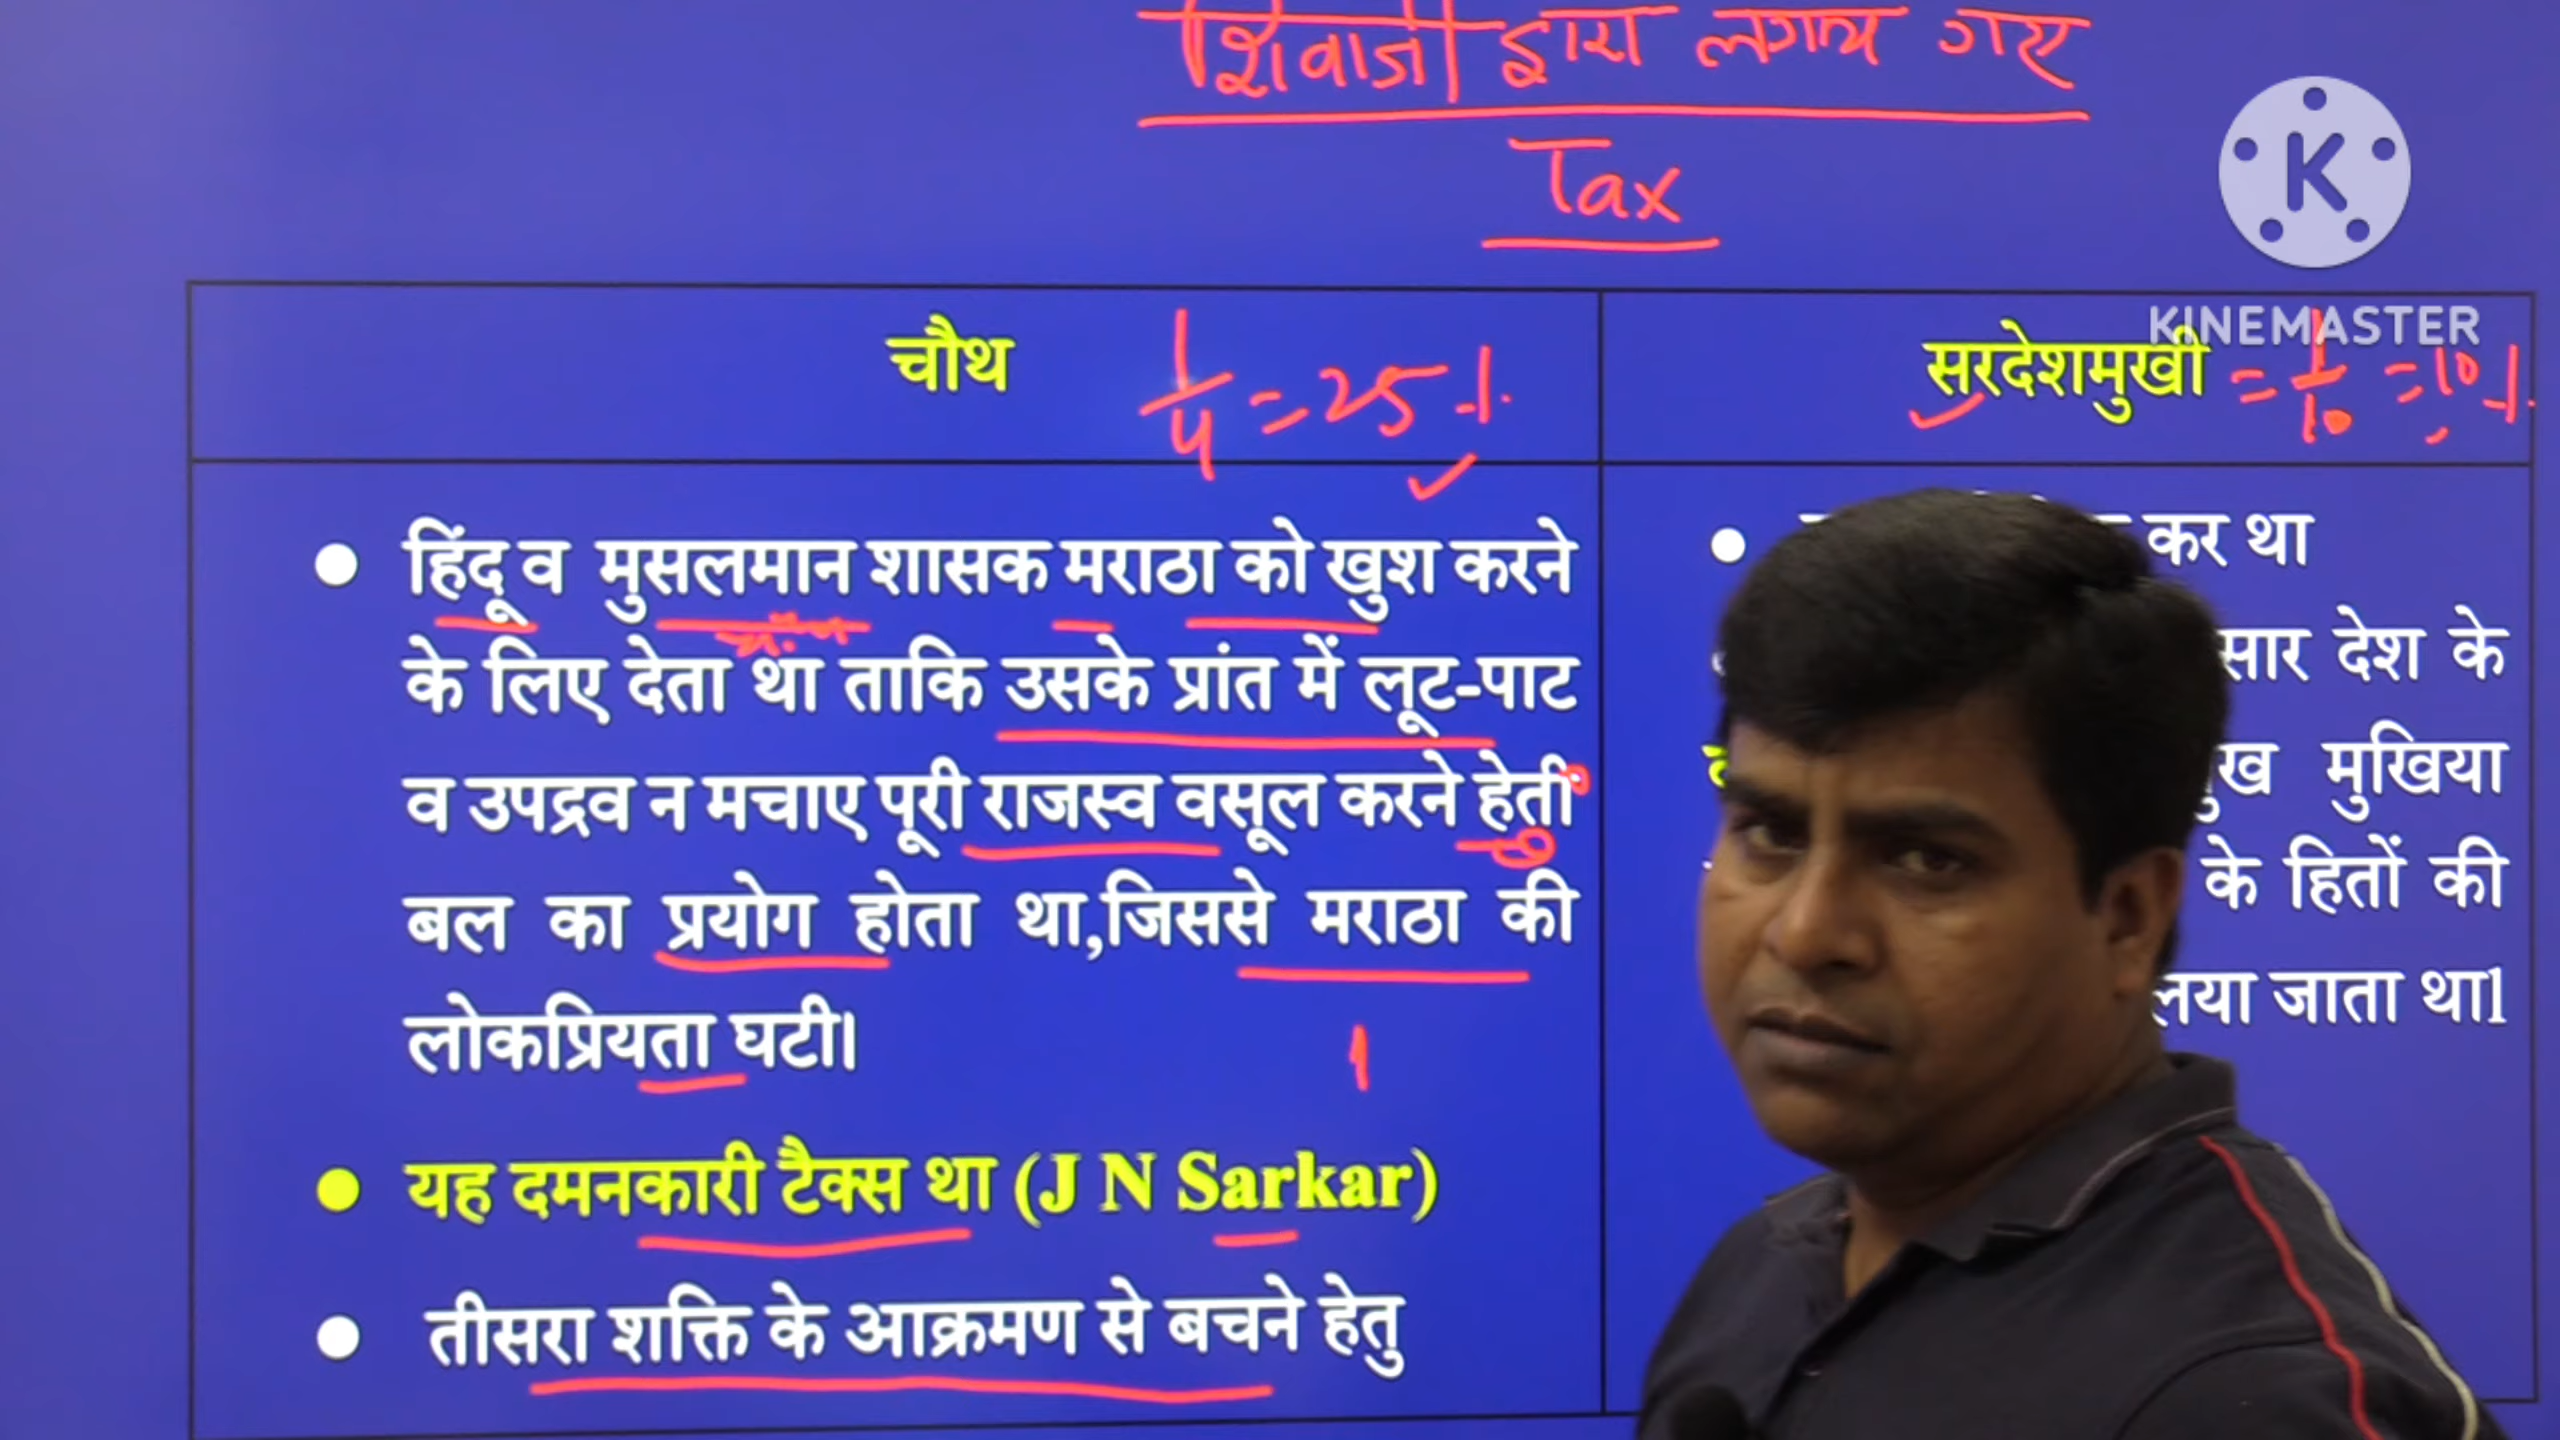 शिवाजी द्वारा लगाये गए
Tax
KINEMASTER
चौथ 1/4 = 25%
सरदेशमुखी = 1/10 = 10%
हिंदू व मुसलमान शासक मराठा को खुश करने
के लिए देता था ताकि उसके प्रांत में लूट-पाट
व उपद्रव न मचाए पूरी राजस्व वसूल करने हेती
बल का प्रयोग होता था,जिससे मराठा की
लोकप्रियता घटी।
1
यह दमनकारी टैक्स था (J N Sarkar)
तीसरा शक्ति के आक्रमण से बचने हेतु
कर था
देश के
मुखिया
के हितों की
जाता था1